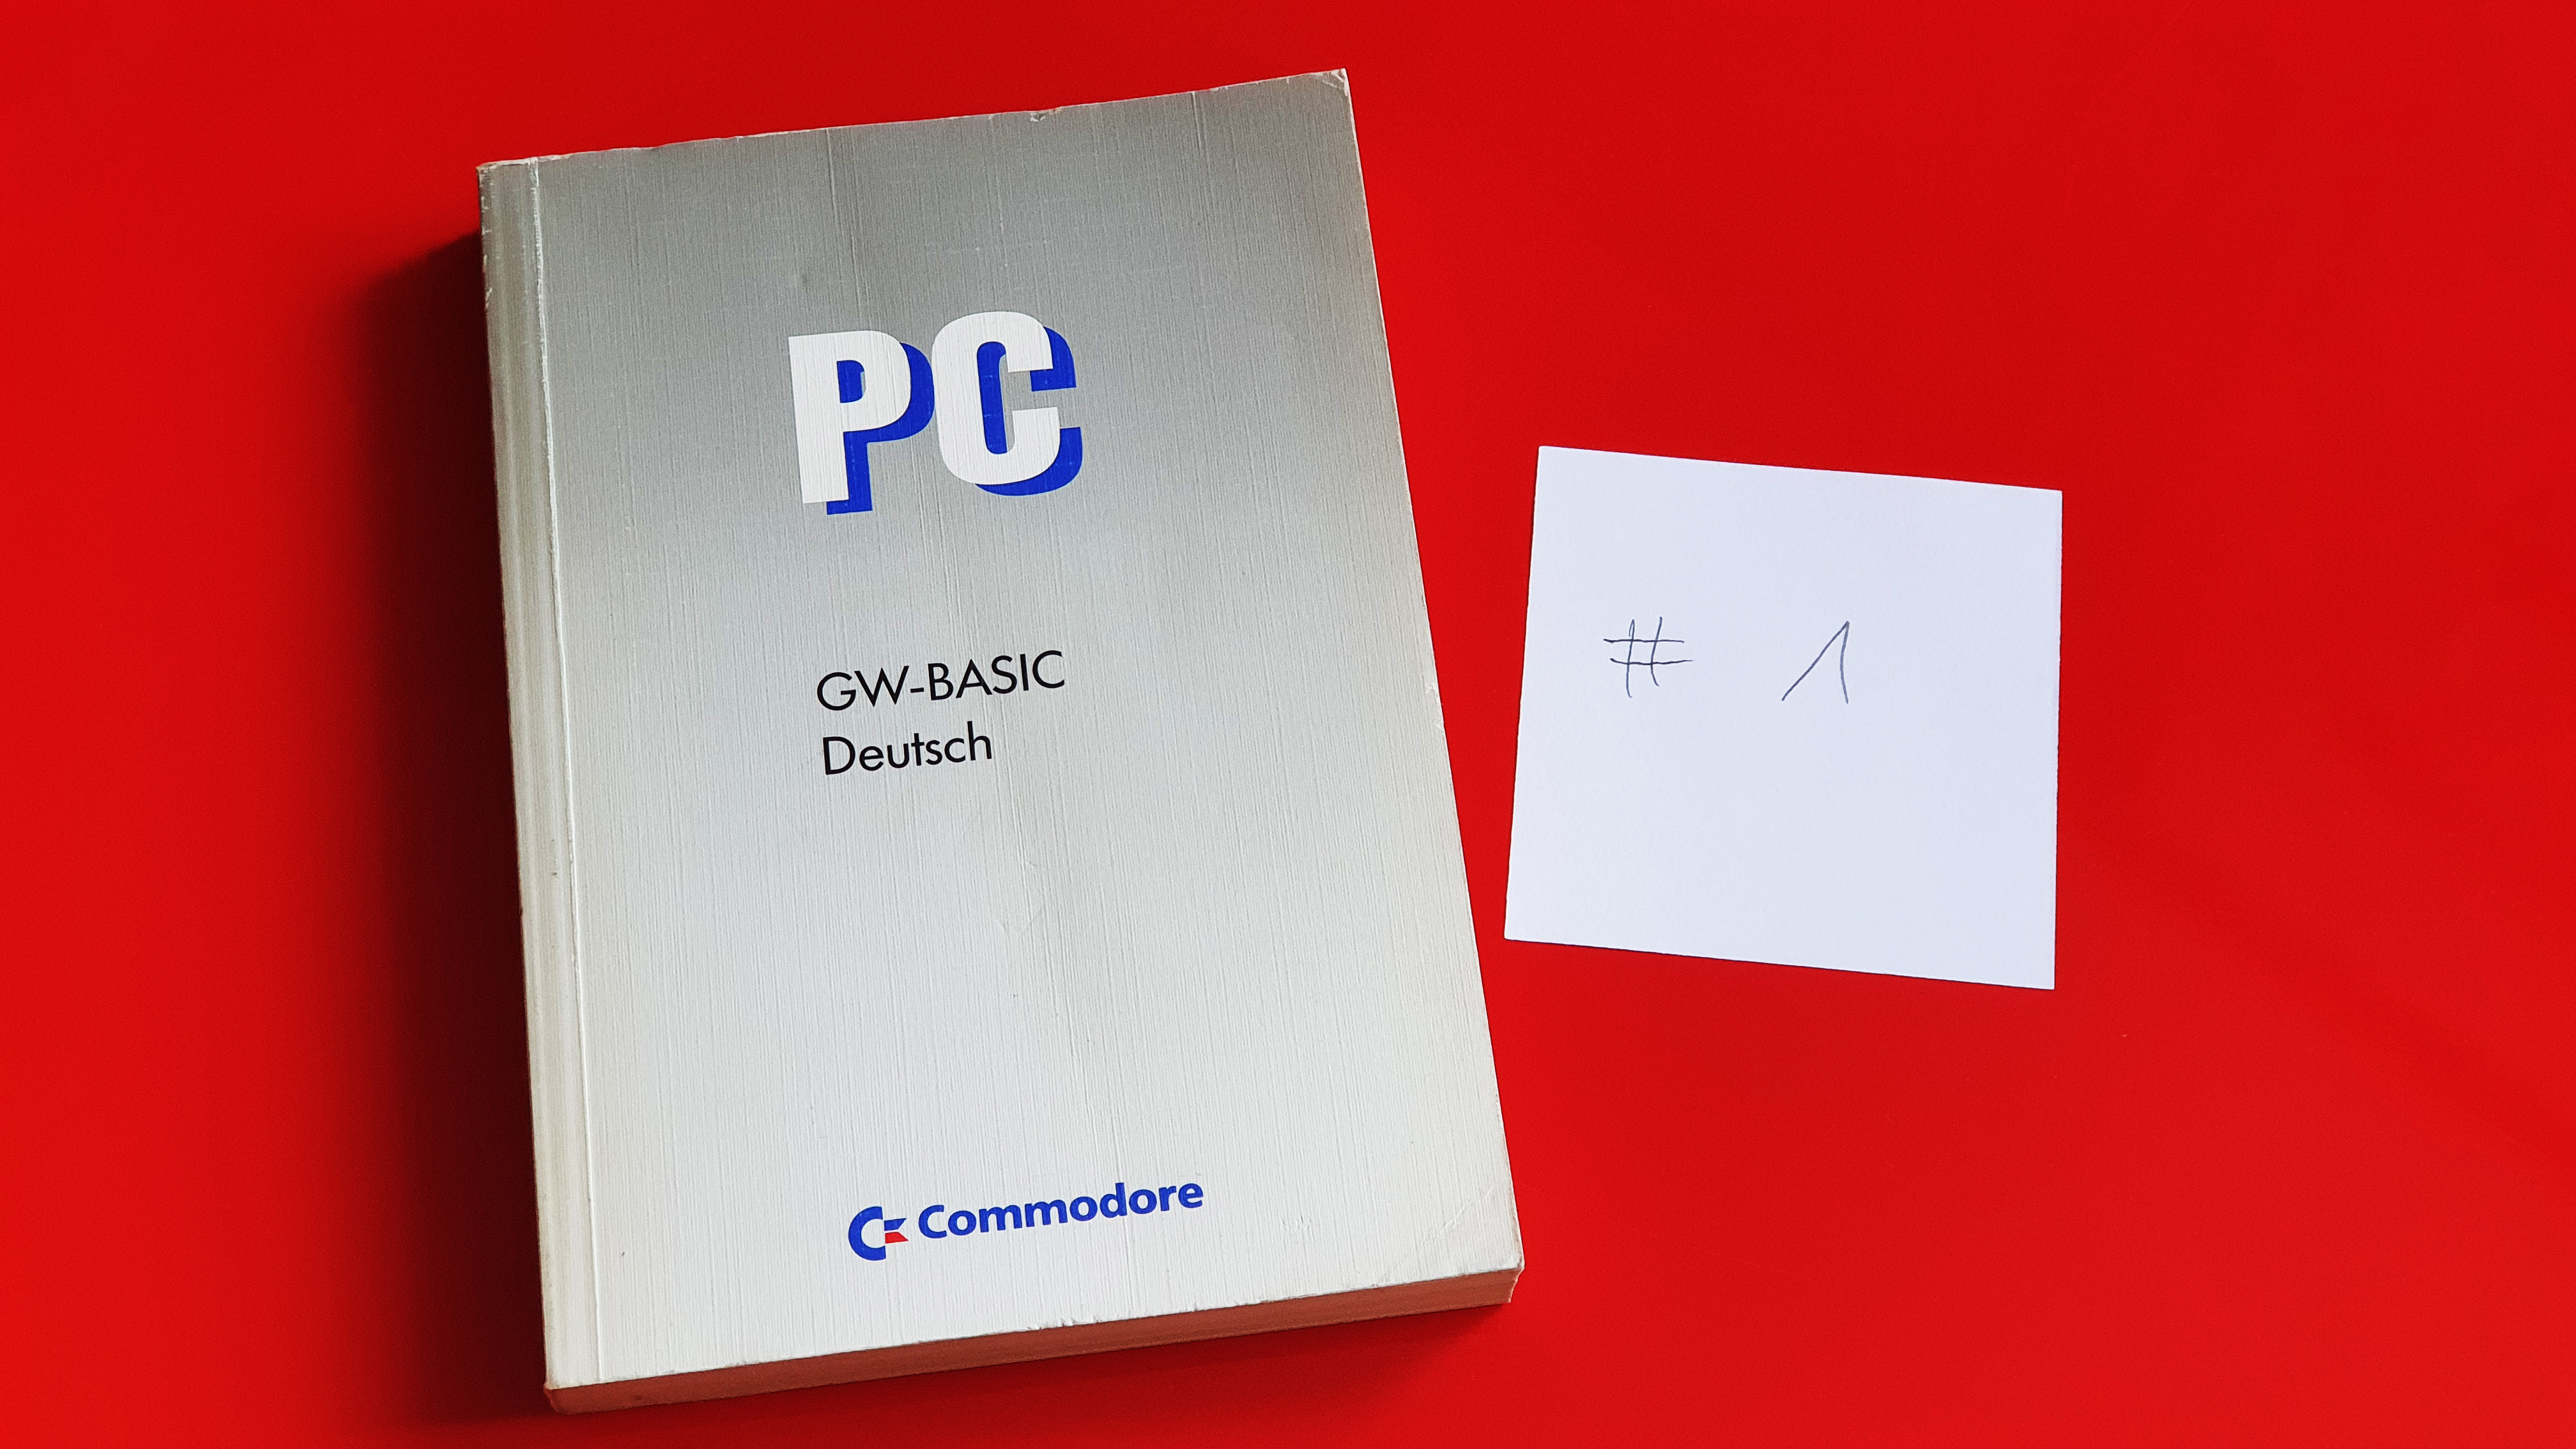 PC
GW-BASIC
Deutsch
Commodore
# 1